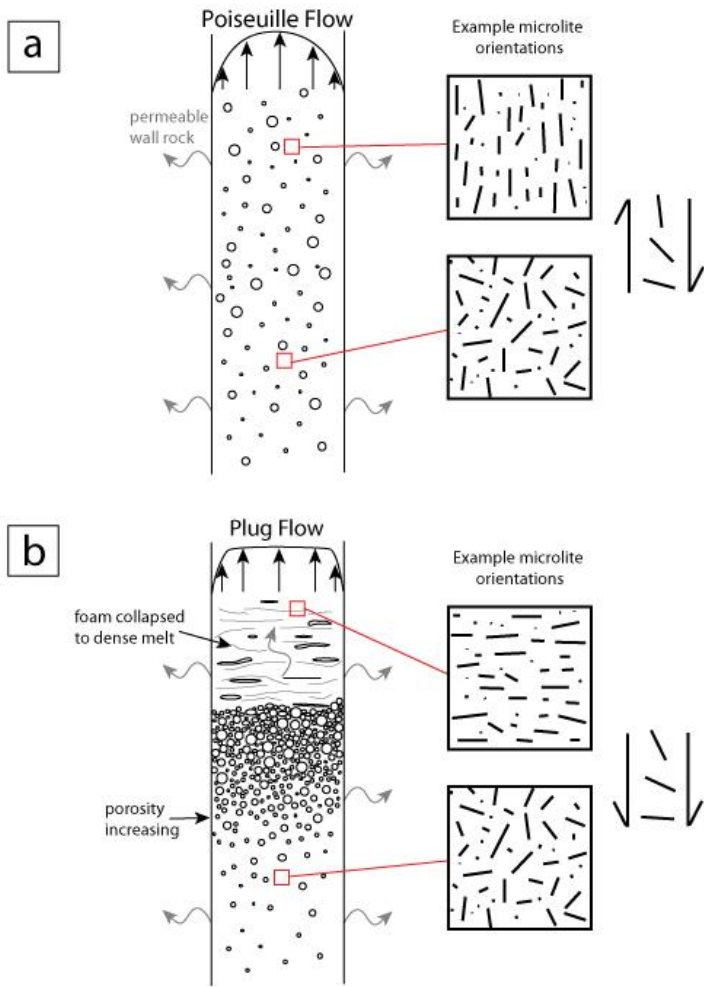 a
Poiseuille Flow
Example microlite
orientations
permeable
wall rock
b
Plug Flow
Example microlite
orientations
foam collapsed
to dense melt
porosity
increasing